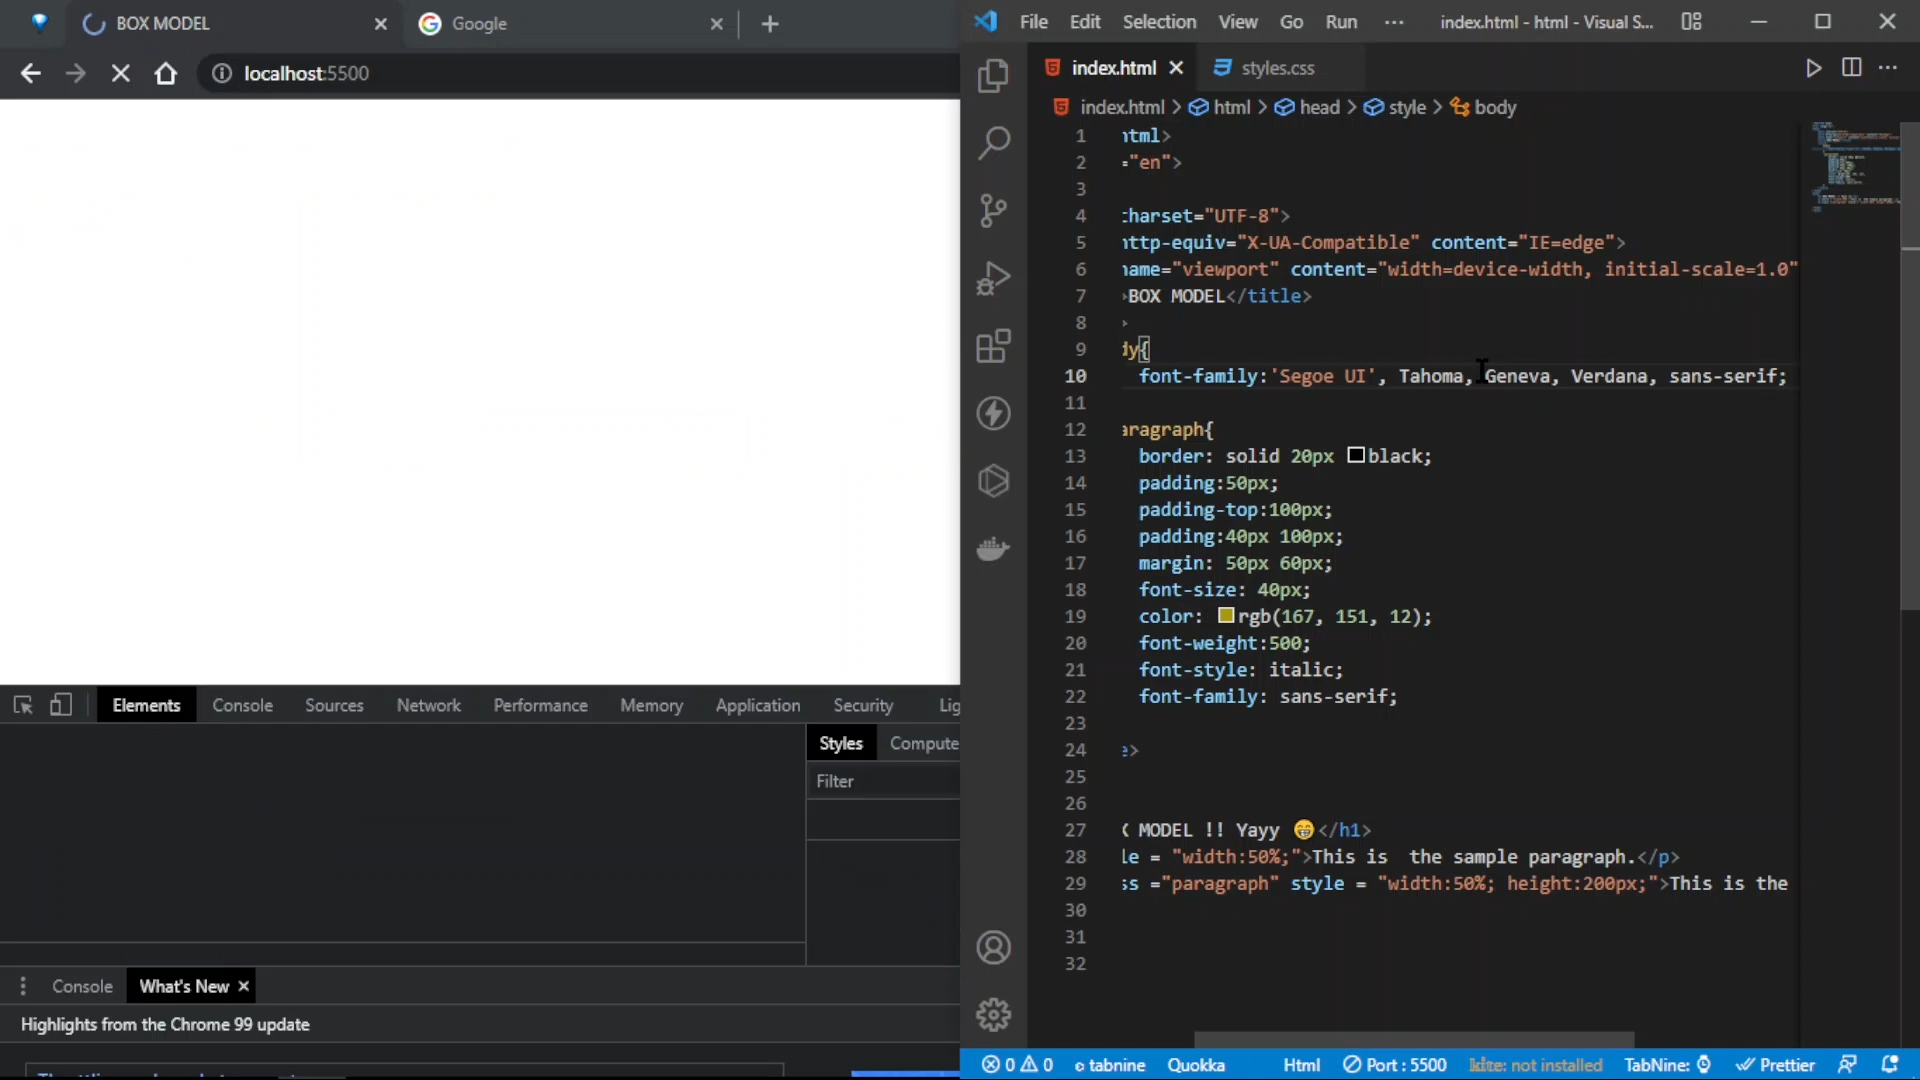 BOX MODEL
Google
File Edit Selection View Go Run ··· index.html - html - Visual S...
localhost:5500
index.html styles.css
index.html > html > head > style > body
1 html>
2 ="en">
3
4 charset="UTF-8">
5 http-equiv="X-UA-Compatible" content="IE=edge">
6 name="viewport" content="width=device-width, initial-scale=1.0"
7 >BOX MODEL</title>
8 >
9 dy{
10 font-family:'Segoe UI', Tahoma, Geneva, Verdana, sans-serif;
11
12 aragraph{
13 border: solid 20px black;
14 padding:50px;
15 padding-top:100px;
16 padding:40px 100px;
17 margin: 50px 60px;
18 font-size: 40px;
19 color: rgb(167, 151, 12);
20 font-weight:500;
21 font-style: italic;
22 font-family: sans-serif;
23
24 e>
25
26
27 X MODEL !! Yayy 😁</h1>
28 le = "width:50%;">This is  the sample paragraph.</p>
29 ss ="paragraph" style = "width:50%; height:200px;">This is the
30
31
32
Elements Console Sources Network Performance Memory Application Security Lig
Styles Compute
Filter
Console What's New
Highlights from the Chrome 99 update
0 0 tabnine Quokka Html Port : 5500 kite: not installed TabNine: Prettier